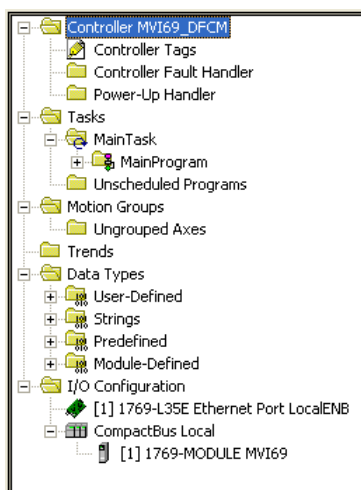 Controller MVI69_DFCM
Controller Tags
Controller Fault Handler
Power-Up Handler
Tasks
MainTask
MainProgram
Unscheduled Programs
Motion Groups
Ungrouped Axes
Trends
Data Types
User-Defined
Strings
Predefined
Module-Defined
I/O Configuration
[1] 1769-L35E Ethernet Port LocalENB
CompactBus Local
[1] 1769-MODULE MVI69